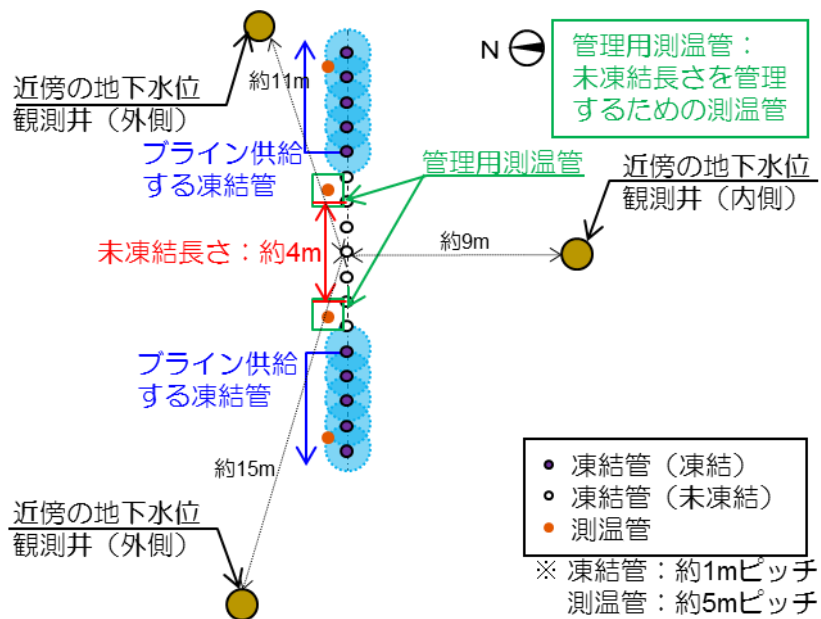 N
管理用測温管：
未凍結長さを管理
するための測温管
近傍の地下水位
観測井（外側）
約11m
ブライン供給
する凍結管
管理用測温管
近傍の地下水位
観測井（内側）
未凍結長さ：約4m
約9m
ブライン供給
する凍結管
約15m
近傍の地下水位
観測井（外側）
凍結管（凍結）
凍結管（未凍結）
測温管
※ 凍結管：約1mピッチ
測温管：約5mピッチ